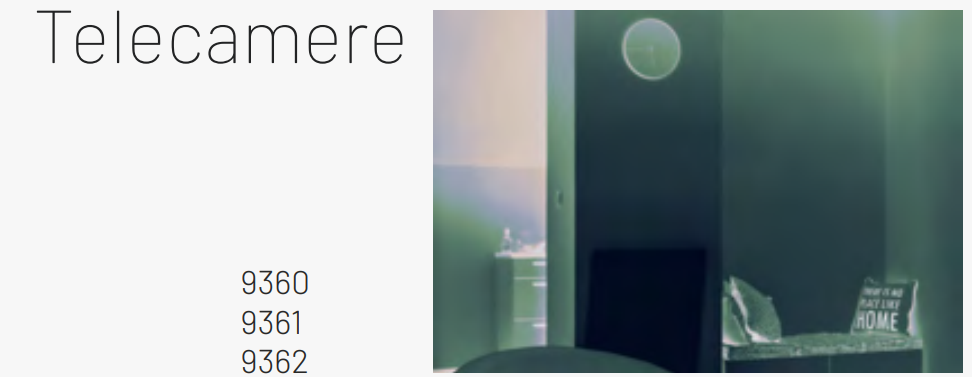 Telecamere
9360
9361
9362
THERE IS NO
PLACE LIKE
HOME